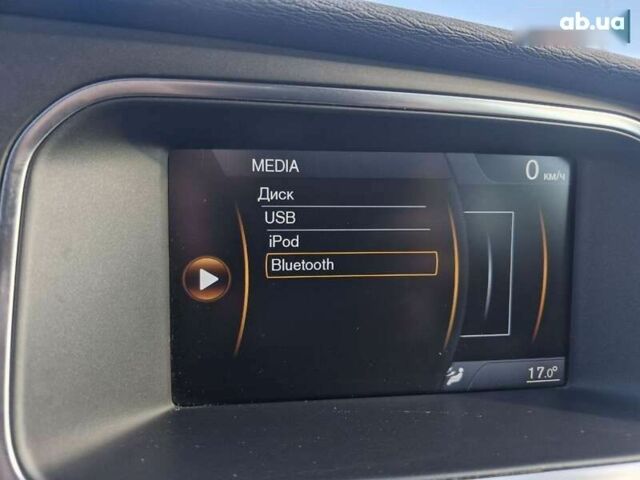 ab.ua
MEDIA
0 км/ч
Диск
USB
iPod
Bluetooth
17.0°